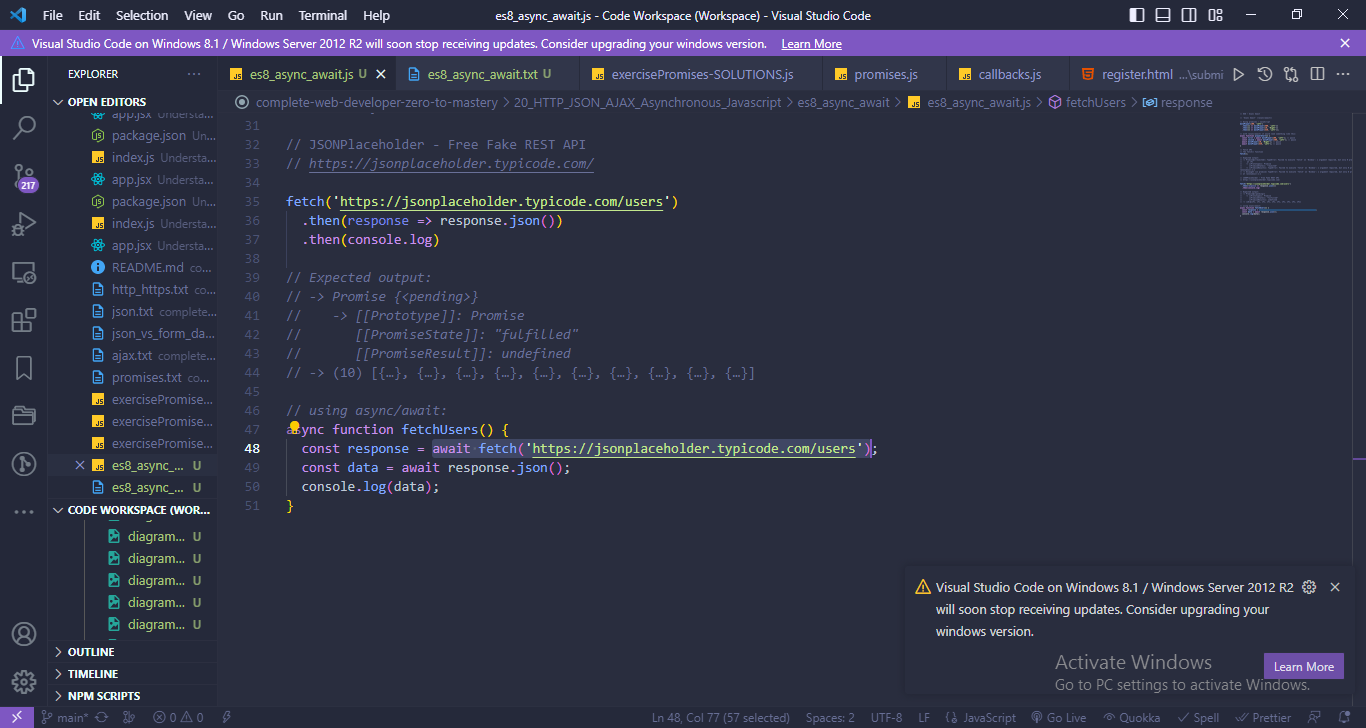 File Edit Selection View Go Run Terminal Help
es8_async_await.js - Code Workspace (Workspace) - Visual Studio Code
Visual Studio Code on Windows 8.1 / Windows Server 2012 R2 will soon stop receiving updates. Consider upgrading your windows version. Learn More
EXPLORER
es8_async_await.js U
es8_async_await.txt U
exercisePromises-SOLUTIONS.js
promises.js
callbacks.js
register.html ...\submi
complete-web-developer-zero-to-mastery > 20_HTTP_JSON_AJAX_Asynchronous_Javascript > es8_async_await > es8_async_await.js > fetchUsers > response
OPEN EDITORS
app.jsx Understa...
package.json Un...
index.js Understa...
app.jsx Understa...
package.json Un...
index.js Understa...
app.jsx Understa...
README.md co...
http_https.txt co...
json.txt complete...
json_vs_form_da...
ajax.txt complete...
promises.txt co...
exercisePromise...
exercisePromise...
exercisePromise...
es8_async_... U
es8_async_... U
CODE WORKSPACE (WOR...
diagram... U
diagram... U
diagram... U
diagram... U
diagram... U
OUTLINE
TIMELINE
NPM SCRIPTS
217
31
32 // JSONPlaceholder - Free Fake REST API
33 // https://jsonplaceholder.typicode.com/
34
35 fetch('https://jsonplaceholder.typicode.com/users')
36 .then(response => response.json())
37 .then(console.log)
38
39 // Expected output:
40 // -> Promise {<pending>}
41 // -> [[Prototype]]: Promise
42 // [[PromiseState]]: "fulfilled"
43 // [[PromiseResult]]: undefined
44 // -> (10) [{…}, {…}, {…}, {…}, {…}, {…}, {…}, {…}, {…}, {…}]
45
46 // using async/await:
47 async function fetchUsers() {
48 const response = await fetch('https://jsonplaceholder.typicode.com/users');
49 const data = await response.json();
50 console.log(data);
51 }
Visual Studio Code on Windows 8.1 / Windows Server 2012 R2
will soon stop receiving updates. Consider upgrading your
windows version.
Learn More
Activate Windows
Go to PC settings to activate Windows.
main* 0 0 Ln 48, Col 77 (57 selected) Spaces: 2 UTF-8 LF {} JavaScript Go Live Quokka Spell Prettier